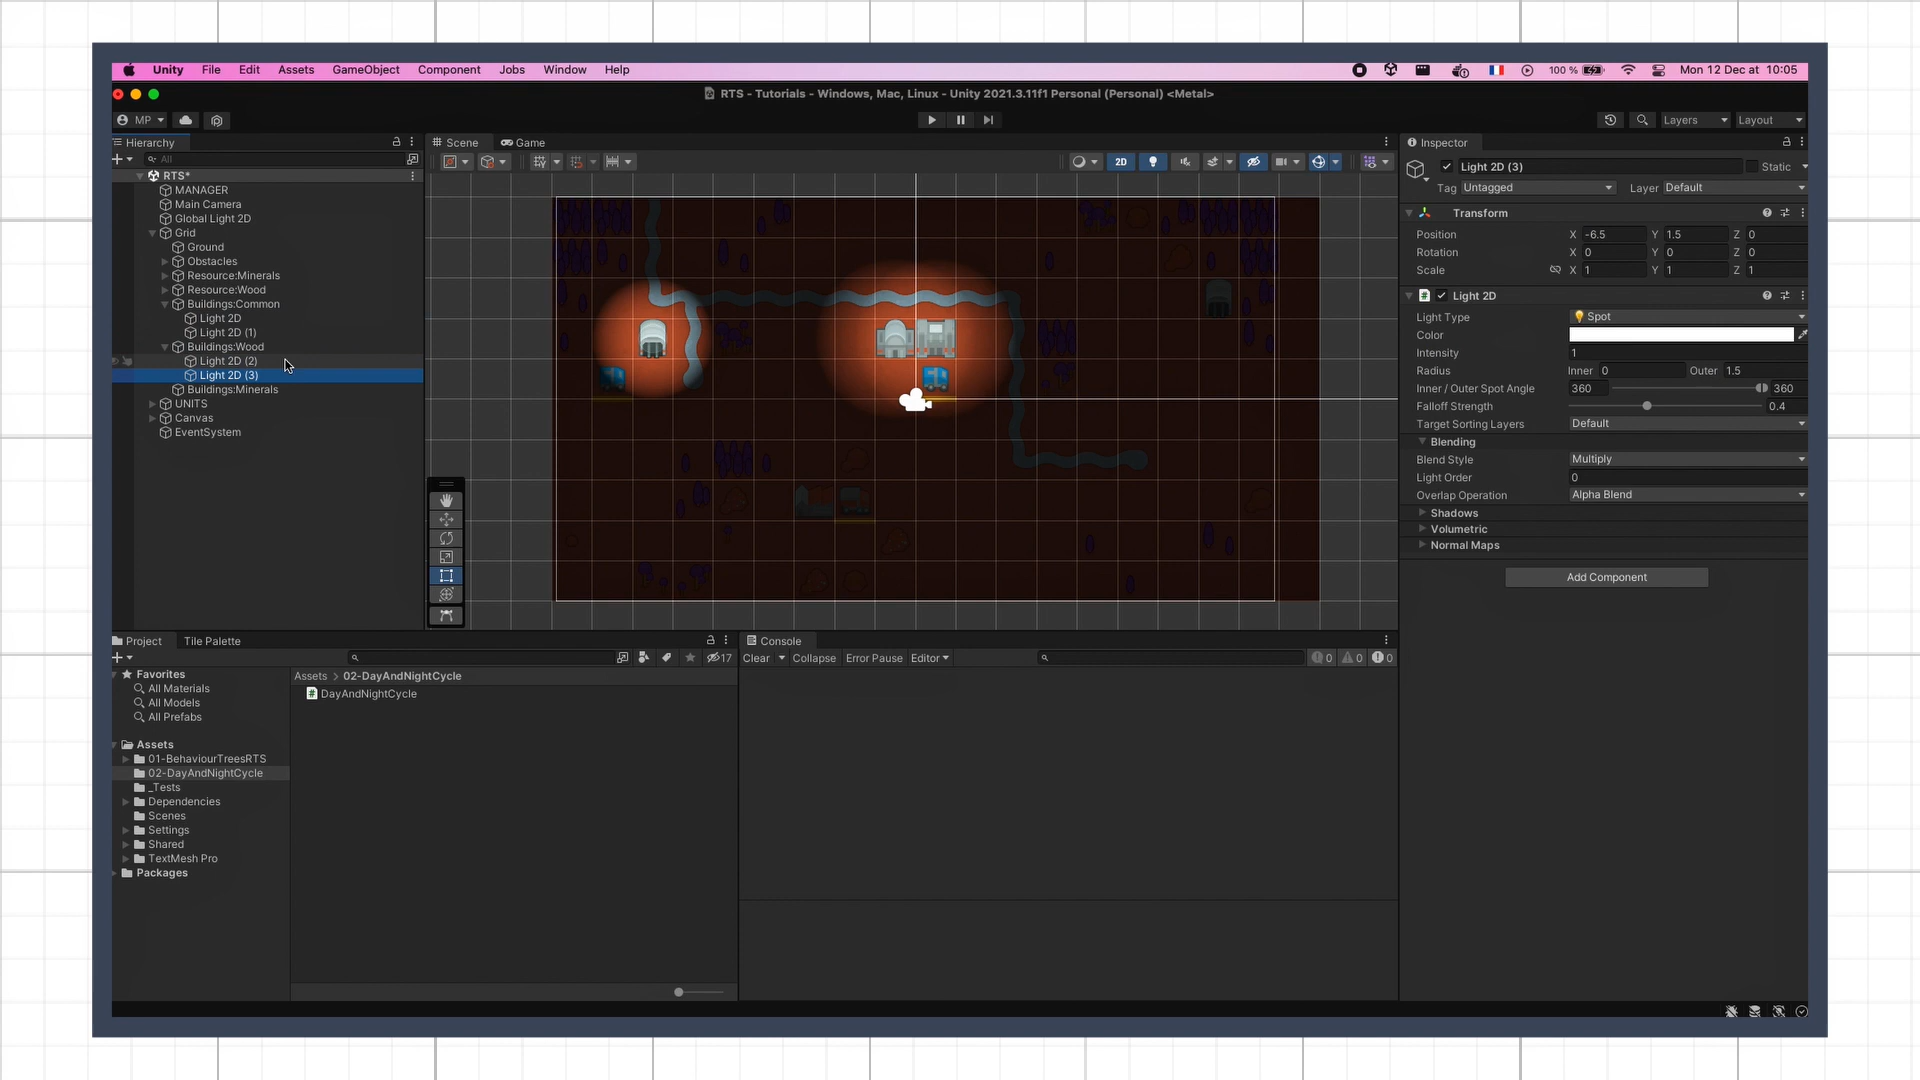 Unity File Edit Assets GameObject Component Jobs Window Help 100 % Mon 12 Dec at 10:05
RTS - Tutorials - Windows, Mac, Linux - Unity 2021.3.11f1 Personal (Personal) <Metal>
MP Layers Layout
Hierarchy
All
RTS*
MANAGER
Main Camera
Global Light 2D
Grid
Ground
Obstacles
Resource:Minerals
Resource:Wood
Buildings:Common
Light 2D
Light 2D (1)
Buildings:Wood
Light 2D (2)
Light 2D (3)
Buildings:Minerals
UNITS
Canvas
EventSystem
Scene Game
2D
Inspector
Light 2D (3) Static
Tag Untagged Layer Default
Transform
Position X -6.5 Y 1.5 Z 0
Rotation X 0 Y 0 Z 0
Scale X 1 Y 1 Z 1
# Light 2D
Light Type Spot
Color
Intensity 1
Radius Inner 0 Outer 1.5
Inner / Outer Spot Angle 360 360
Falloff Strength 0.4
Target Sorting Layers Default
Blending
Blend Style Multiply
Light Order 0
Overlap Operation Alpha Blend
Shadows
Volumetric
Normal Maps
Add Component
Project Tile Palette
17
Favorites
All Materials
All Models
All Prefabs
Assets
01-BehaviourTreesRTS
02-DayAndNightCycle
_Tests
Dependencies
Scenes
Settings
Shared
TextMesh Pro
Packages
Assets > 02-DayAndNightCycle
# DayAndNightCycle
Console
Clear Collapse Error Pause Editor 0 0 0